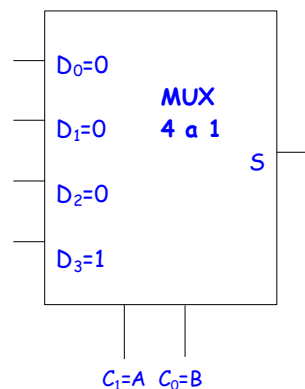 D₀=0
MUX
D₁=0
4 a 1
S
D₂=0
D₃=1
C₁=A C₀=B